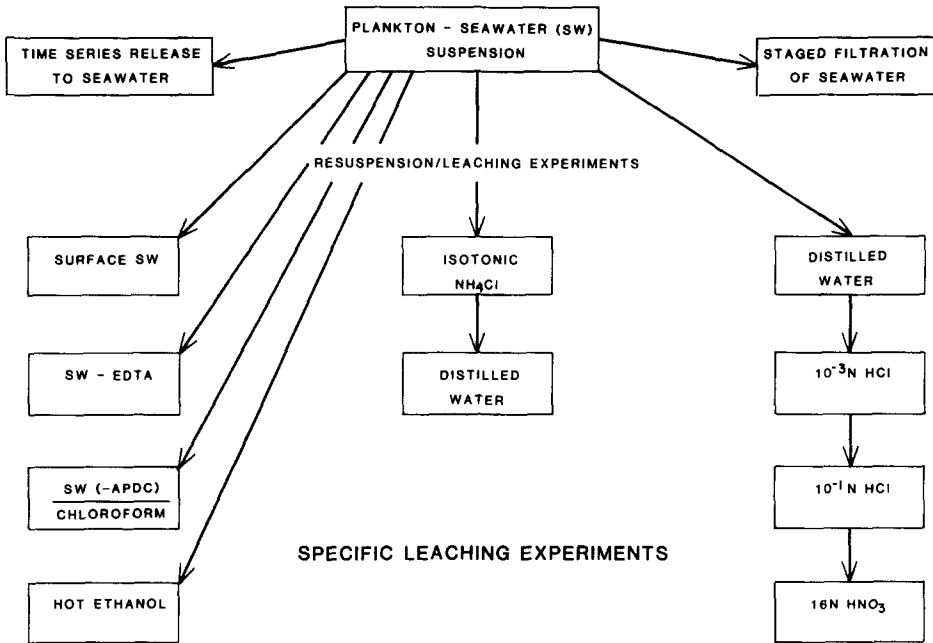 PLANKTON - SEAWATER (SW)
SUSPENSION
TIME SERIES RELEASE
TO SEAWATER
STAGED FILTRATION
OF SEAWATER
RESUSPENSION/LEACHING EXPERIMENTS
SURFACE SW
ISOTONIC
NH₄Cl
DISTILLED
WATER
SW - EDTA
DISTILLED
WATER
10⁻³N HCl
SW (-APDC)
CHLOROFORM
10⁻¹N HCl
SPECIFIC LEACHING EXPERIMENTS
HOT ETHANOL
16N HNO₃